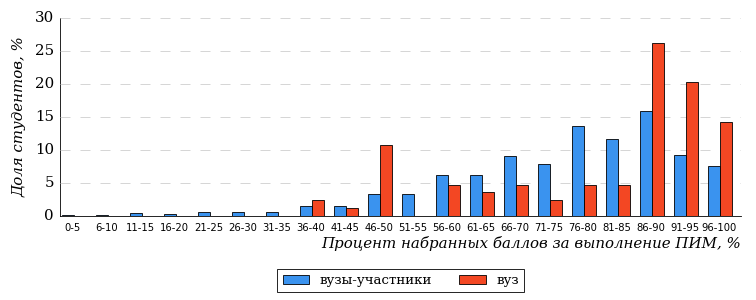 30
25
20
15
10
5
0
Доля студентов, %
0-5 6-10 11-15 16-20 21-25 26-30 31-35 36-40 41-45 46-50 51-55 56-60 61-65 66-70 71-75 76-80 81-85 86-90 91-95 96-100
Процент набранных баллов за выполнение ПИМ, %
вузы-участники вуз